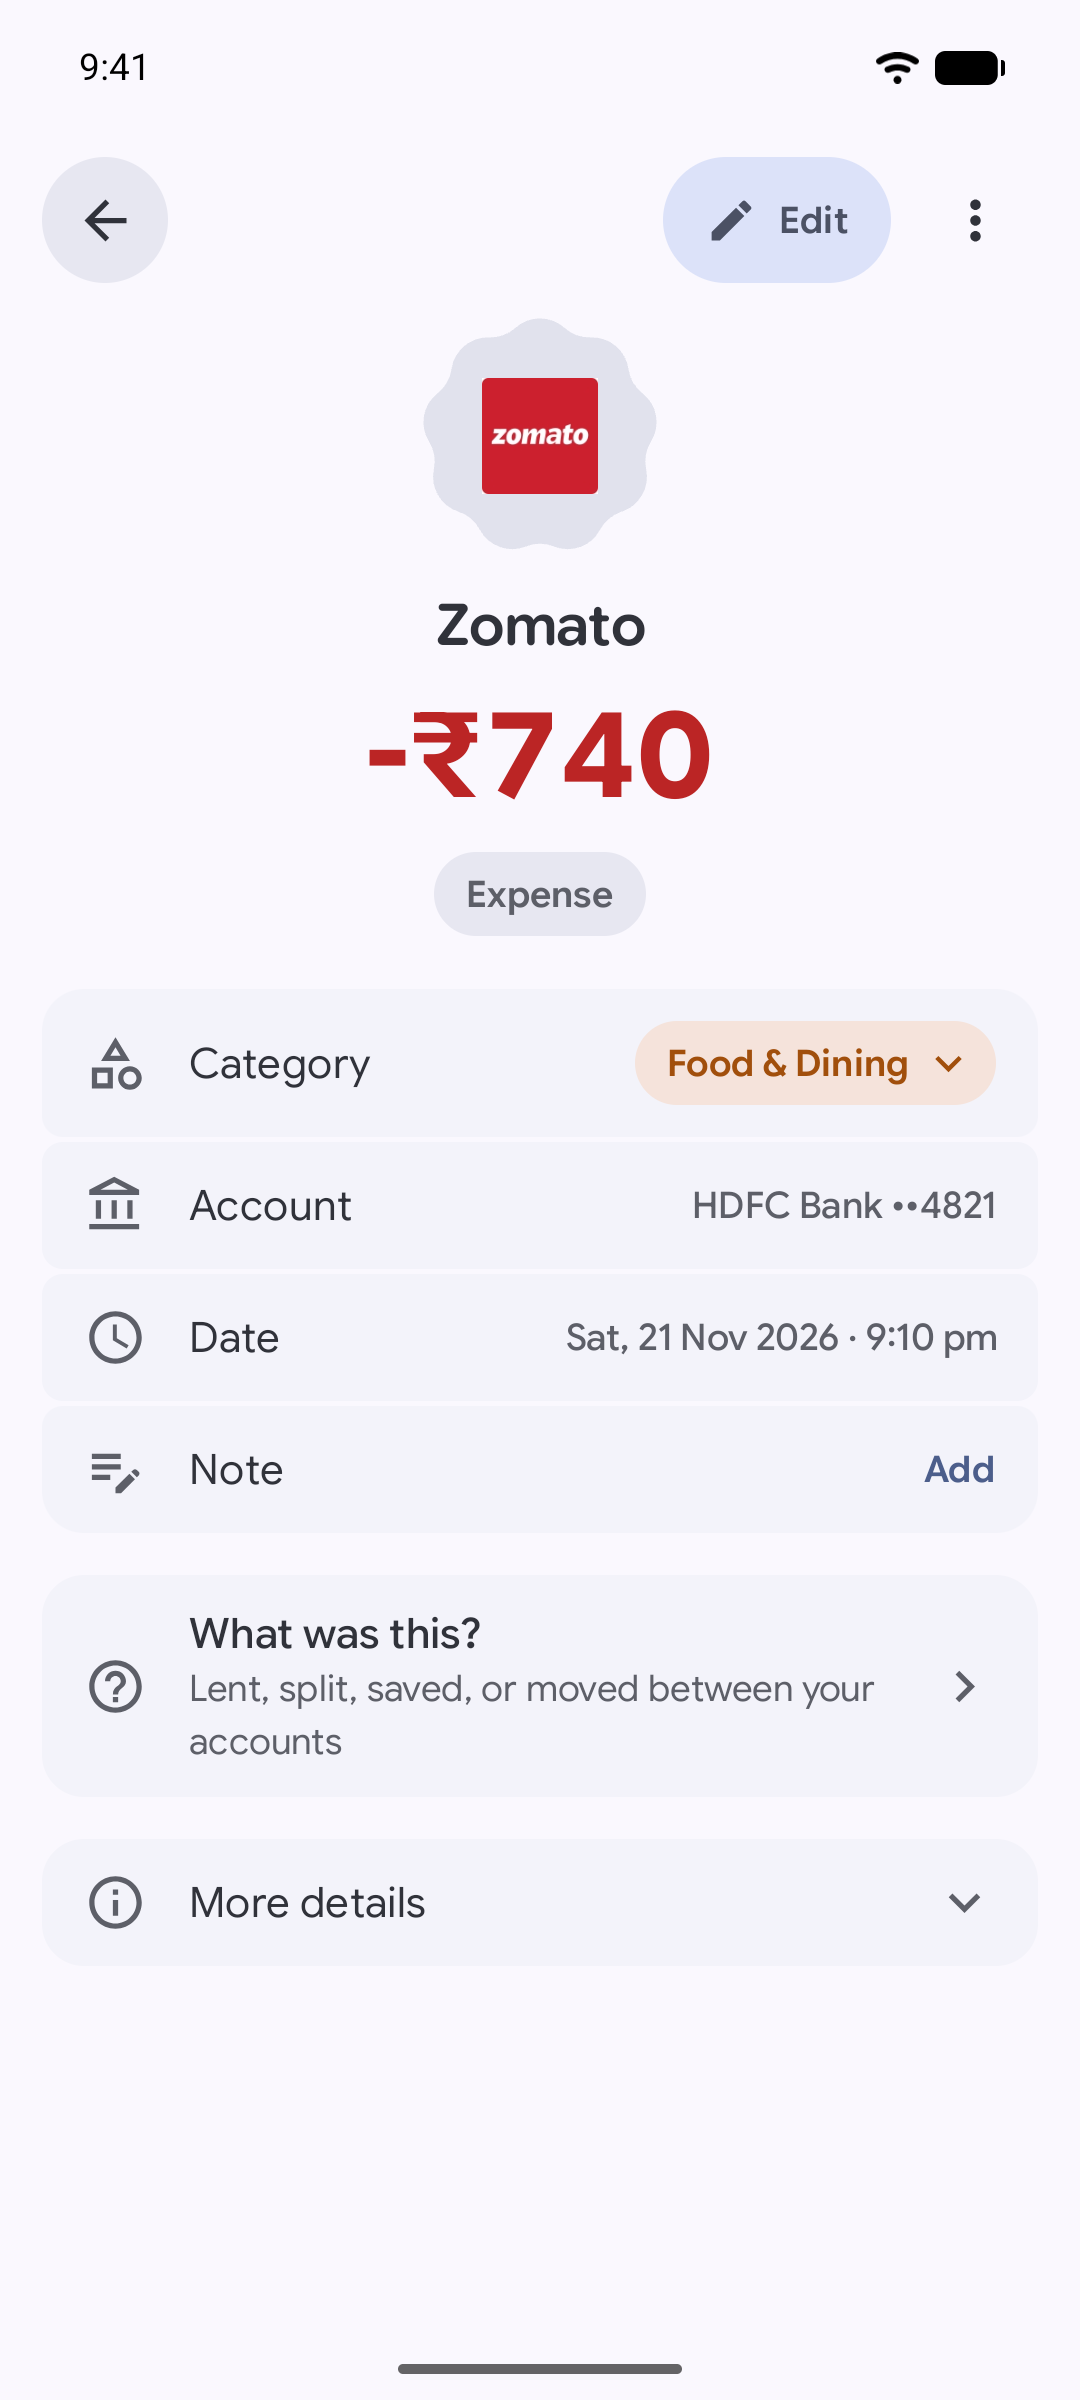 9:41
Edit
zomato
Zomato
-₹740
Expense
Category
Food & Dining
Account
HDFC Bank ••4821
Date
Sat, 21 Nov 2026 · 9:10 pm
Note
Add
What was this?
Lent, split, saved, or moved between your
accounts
More details